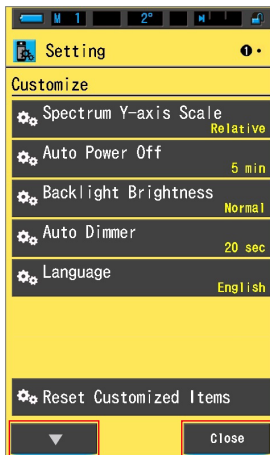 M 1 2°
Setting ❶・
Customize
Spectrum Y-axis Scale
Relative
Auto Power Off
5 min
Backlight Brightness
Normal
Auto Dimmer
20 sec
Language
English
Reset Customized Items
▼ Close